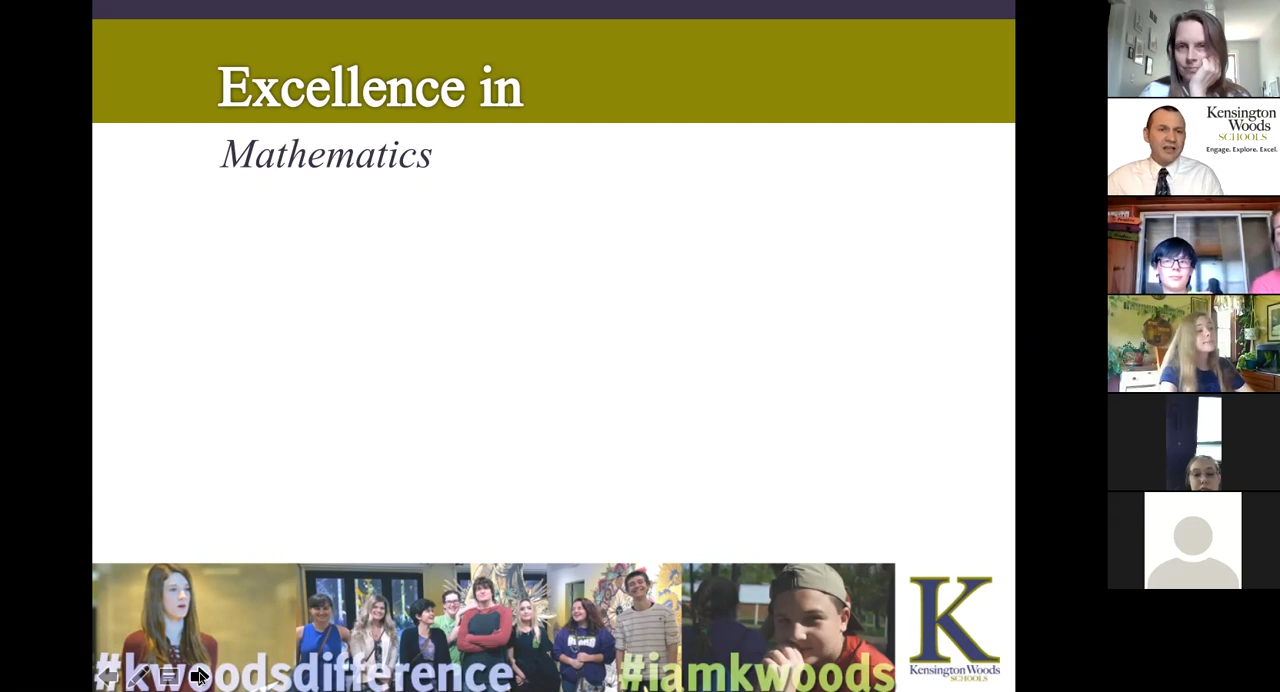 Excellence in
Mathematics
#kwoodsdifference
#iamkwoods
K
Kensington Woods
SCHOOLS
Kensington
Woods
SCHOOLS
Engage. Explore. Excel.